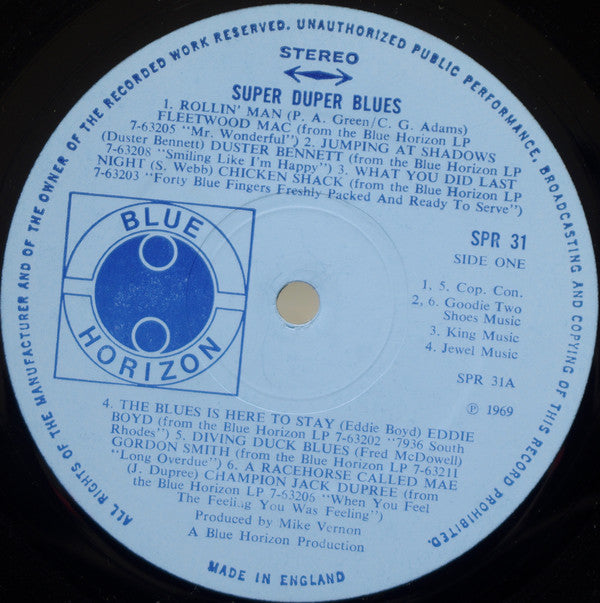 ALL RIGHTS OF THE MANUFACTURER AND OF THE OWNER OF THE RECORDED WORK RESERVED. UNAUTHORIZED PUBLIC PERFORMANCE, BROADCASTING AND COPYING OF THIS RECORD PROHIBITED.
STEREO
SUPER DUPER BLUES
1. ROLLIN' MAN (P. A. Green/C. G. Adams)
FLEETWOOD MAC (from the Blue Horizon LP
7-63205 "Mr. Wonderful") 2. JUMPING AT SHADOWS
(Duster Bennett) DUSTER BENNETT (from the Blue Horizon LP
7-63208 "Smiling Like I'm Happy") 3. WHAT YOU DID LAST
NIGHT (S. Webb) CHICKEN SHACK (from the Blue Horizon LP
7-63203 "Forty Blue Fingers Freshly Packed And Ready To Serve")
BLUE
HORIZON
SPR 31
SIDE ONE
1, 5. Cop. Con.
2, 6. Goodie Two
Shoes Music
3. King Music
4. Jewel Music
SPR 31A
℗ 1969
4. THE BLUES IS HERE TO STAY (Eddie Boyd) EDDIE
BOYD (from the Blue Horizon LP 7-63202 "7936 South
Rhodes") 5. DIVING DUCK BLUES (Fred McDowell)
GORDON SMITH (from the Blue Horizon LP 7-63211
"Long Overdue") 6. A RACEHORSE CALLED MAE
(J. Dupree) CHAMPION JACK DUPREE (from
the Blue Horizon LP 7-63206 "When You Feel
The Feeling You Was Feeling")
Produced by Mike Vernon
A Blue Horizon Production
MADE IN ENGLAND